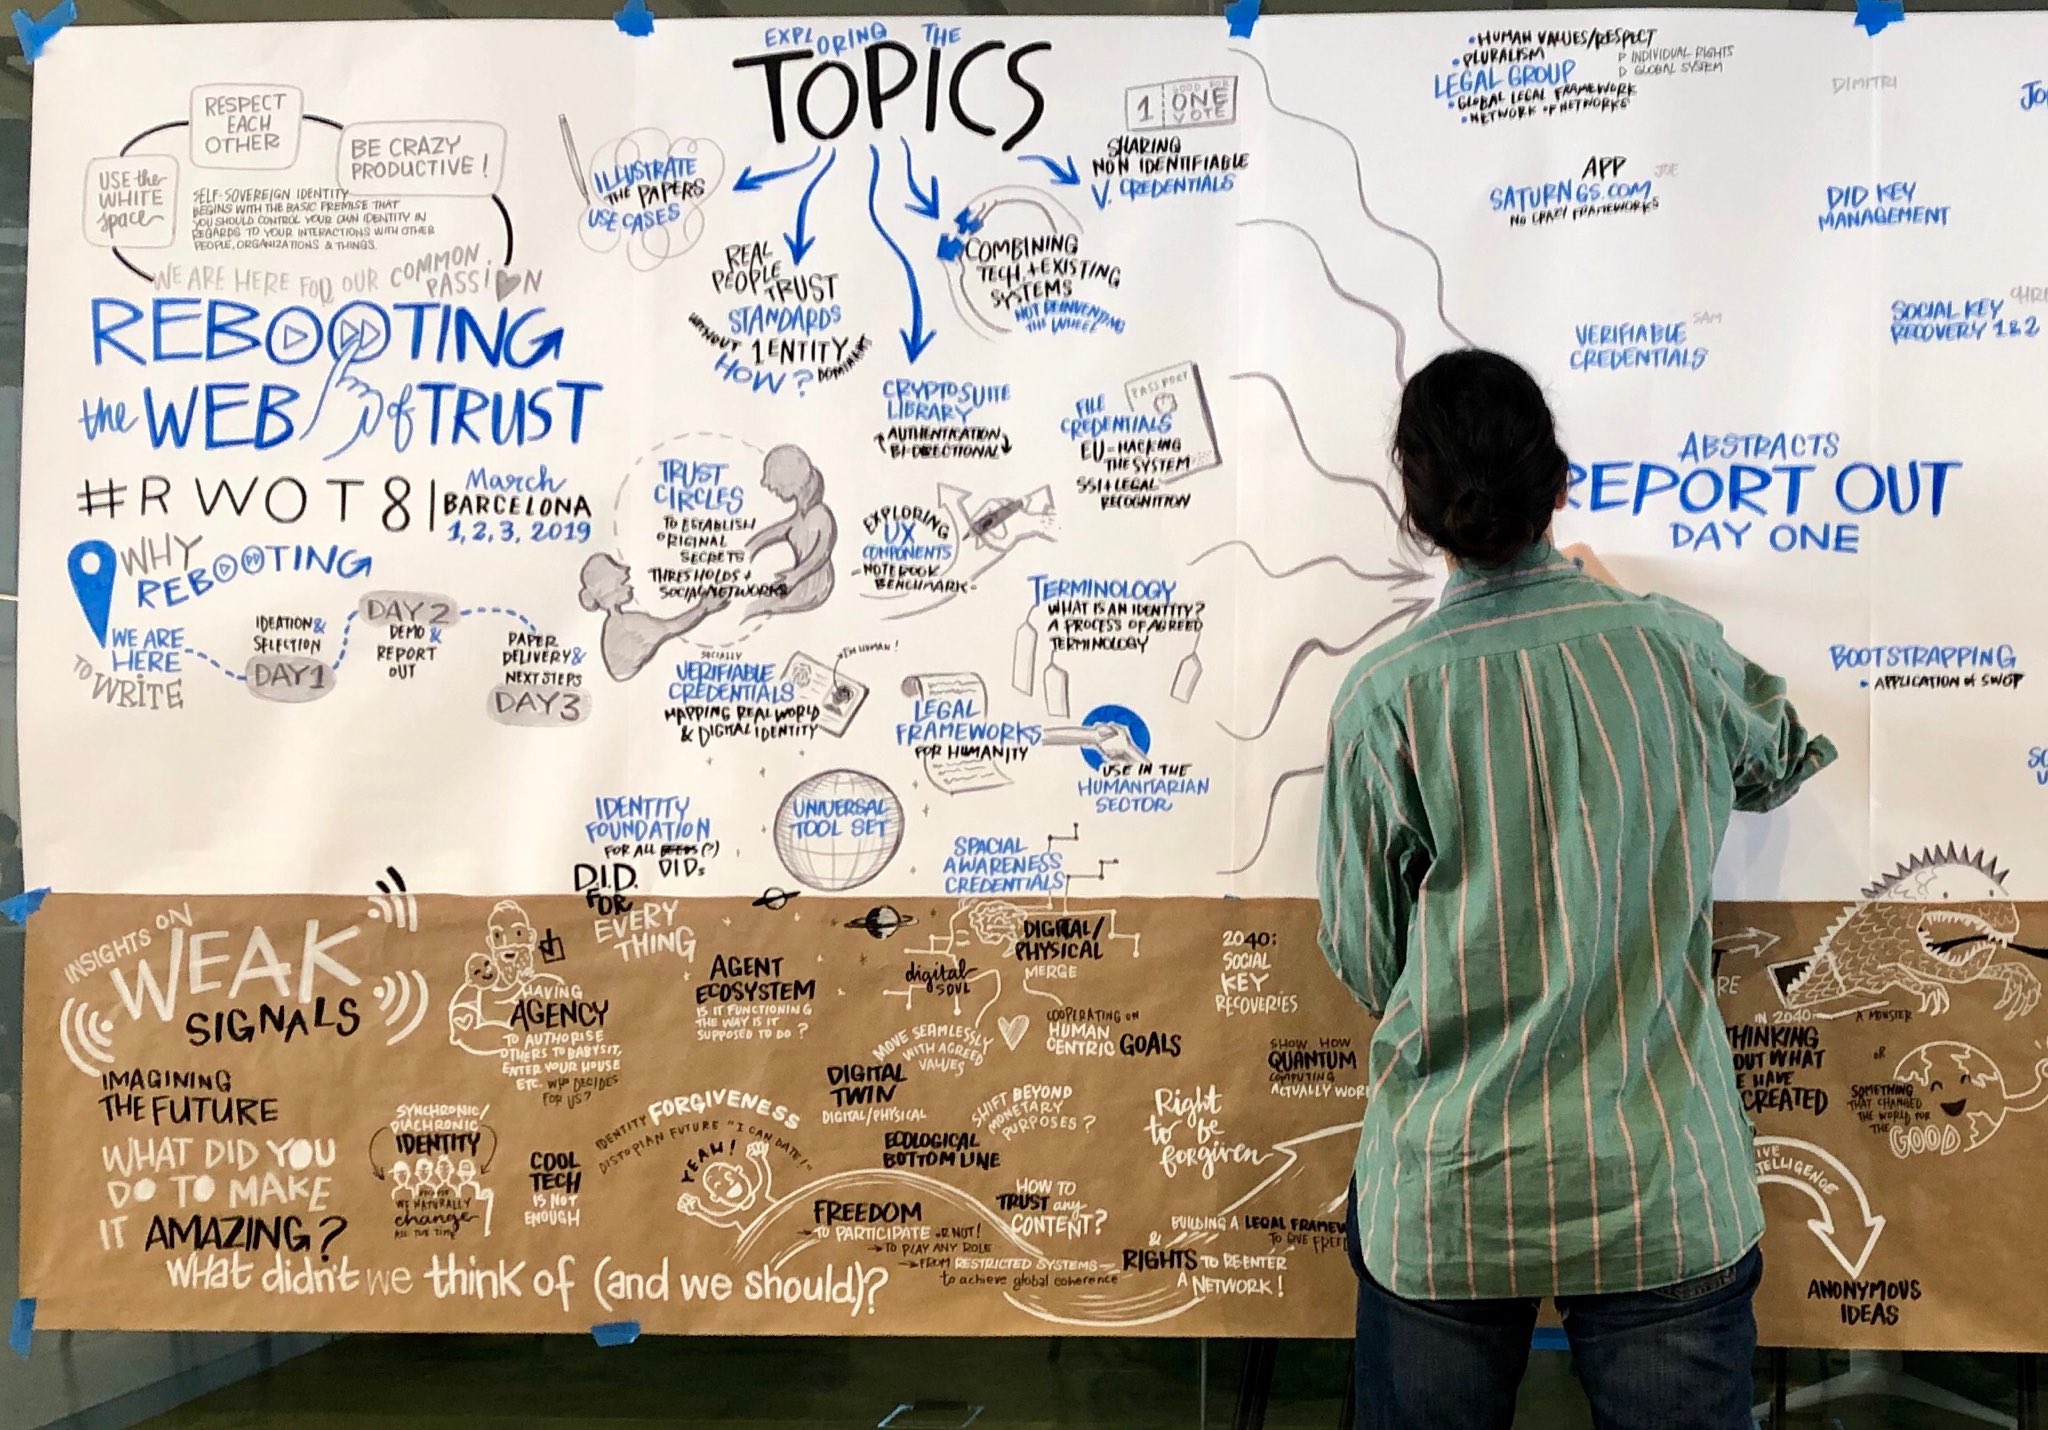 USE the
WHITE
space
RESPECT
EACH
OTHER
BE CRAZY
PRODUCTIVE!
SELF-SOVEREIGN IDENTITY
BEGINS WITH THE BASIC PREMISE THAT
YOU SHOULD CONTROL YOUR OWN IDENTITY IN
REGARDS TO YOUR INTERACTIONS WITH OTHER
PEOPLE, ORGANIZATIONS & THINGS.
WE ARE HERE FOR OUR COMMON
PASSION
REBOOTING
the WEB of TRUST
#RWOT8
March
BARCELONA
1, 2, 3, 2019
WHY
REBOOTING
WE ARE
HERE
TO WRITE
IDEATION &
SELECTION
DAY 1
DAY 2
DEMO &
REPORT
OUT
PAPER
DELIVERY &
NEXT STEPS
DAY 3
EXPLORING THE
TOPICS
ILLUSTRATE
THE PAPERS
USE CASES
REAL
PEOPLE
TRUST
STANDARDS
WITHOUT 1 ENTITY
DOMINANT
HOW?
COMBINING
TECH. + EXISTING
SYSTEMS
NOT REINVENTING
THE WHEEL
1
GOOD FOR
ONE
VOTE
SHARING
NON IDENTIFIABLE
V. CREDENTIALS
CRYPTOSUITE
LIBRARY
AUTHENTICATION
BI-DIRECTIONAL
PASSPORT
FILE
CREDENTIALS
EU = HACKING
THE SYSTEM
SSI + LEGAL
RECOGNITION
TRUST
CIRCLES
TO ESTABLISH
ORIGINAL
SECRETS
THRESHOLDS +
SOCIAL NETWORKS
EXPLORING
UX
COMPONENTS
-NOTEBOOK
BENCHMARK-
TERMINOLOGY
WHAT IS AN IDENTITY?
A PROCESS OF AGREED
TERMINOLOGY
SOCIALLY
VERIFIABLE
CREDENTIALS
MAPPING REAL WORLD
& DIGITAL IDENTITY
I'M HUMAN!
LEGAL
FRAMEWORKS
FOR HUMANITY
USE IN THE
HUMANITARIAN
SECTOR
IDENTITY
FOUNDATION
FOR ALL (?)
DIDs
UNIVERSAL
TOOL SET
SPACIAL
AWARENESS
CREDENTIALS
• HUMAN VALUES/RESPECT
• PLURALISM
▷ INDIVIDUAL RIGHTS
▷ GLOBAL SYSTEM
LEGAL GROUP
• GLOBAL LEGAL FRAMEWORK
• NETWORK OF NETWORKS
DIMITRI
APP
JOE
SATURNGS.COM
NO CRAZY FRAMEWORKS
DID KEY
MANAGEMENT
SAM
VERIFIABLE
CREDENTIALS
SOCIAL KEY
RECOVERY 1 & 2
ABSTRACTS
REPORT OUT
DAY ONE
BOOTSTRAPPING
• APPLICATION of SWOP
INSIGHTS ON
WEAK
SIGNALS
IMAGINING
THE FUTURE
WHAT DID YOU
DO TO MAKE
IT AMAZING?
What didn't we think of (and we should)?
HAVING
AGENCY
TO AUTHORISE
OTHERS TO BABYSIT,
ENTER YOUR HOUSE
ETC. WHO DECIDES
FOR US?
D.I.D.
FOR
EVERY
THING
AGENT
ECOSYSTEM
IS IT FUNCTIONING
THE WAY IS IT
SUPPOSED TO DO?
digital
SOUL
DIGITAL/
PHYSICAL
MERGE
COOPERATING ON
HUMAN
CENTRIC GOALS
MOVE SEAMLESSLY
WITH AGREED
VALUES
2040:
SOCIAL
KEY
RECOVERIES
SHOW HOW
QUANTUM
COMPUTING
ACTUALLY WOR
SYNCHRONIC/
DIACHRONIC
IDENTITY
WE NATURALLY
change
ALL THE TIME
COOL
TECH
IS NOT
ENOUGH
IDENTITY FORGIVENESS
DISTOPIAN FUTURE "I CAN DATE!"
YEAH!
DIGITAL
TWIN
DIGITAL/PHYSICAL
SHIFT BEYOND
MONETARY
PURPOSES?
ECOLOGICAL
BOTTOM LINE
Right
to be
forgiven
FREEDOM
→ TO PARTICIPATE OR NOT!
→ TO PLAY ANY ROLE
→ FROM RESTRICTED SYSTEMS
to achieve global coherence
HOW TO
TRUST any
CONTENT?
BUILDING A LEGAL FRAMEW
TO GIVE FREE
&
RIGHTS TO REENTER
A NETWORK!
IN 2040
THINKING
OUT WHAT
E HAVE
CREATED
A MONSTER
OR
SOMETHING
THAT CHANGED
THE WORLD FOR
THE GOOD
IVE
TELLIGENCE
ANONYMOUS
IDEAS